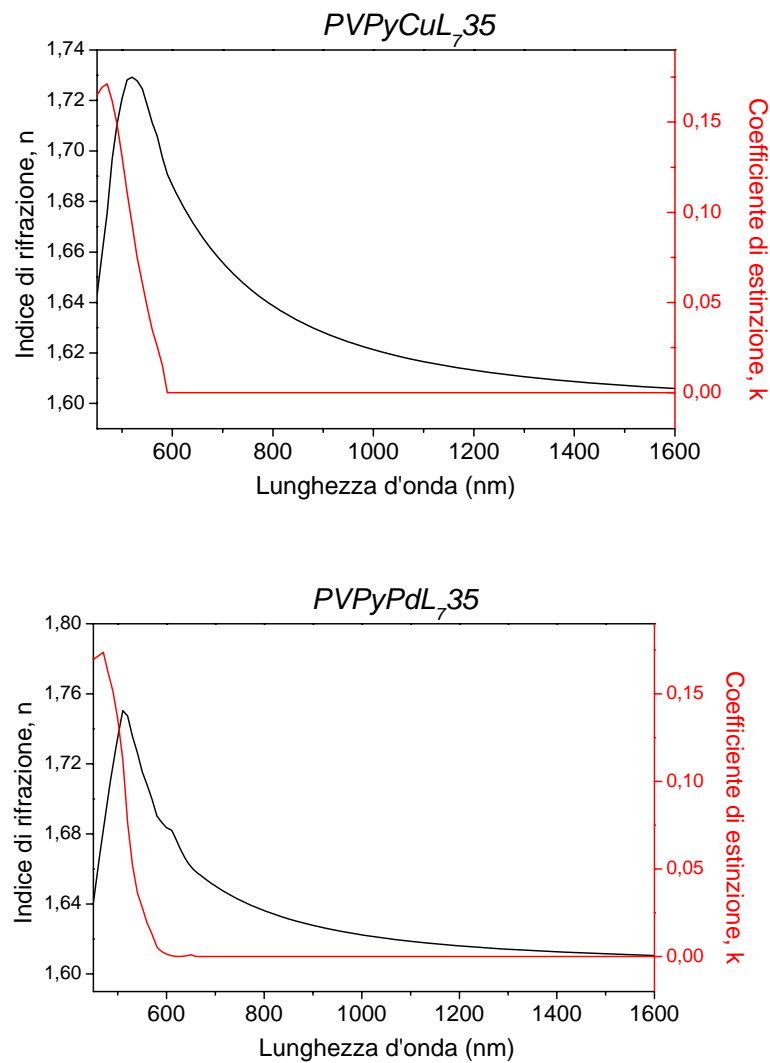 PVPyCuL₇35
1,74
1,72
1,70
1,68
1,66
1,64
1,62
1,60
Indice di rifrazione, n
0,15
0,10
0,05
0,00
Coefficiente di estinzione, k
600 800 1000 1200 1400 1600
Lunghezza d'onda (nm)
PVPyPdL₇35
1,80
1,76
1,72
1,68
1,64
1,60
Indice di rifrazione, n
0,15
0,10
0,05
0,00
Coefficiente di estinzione, k
600 800 1000 1200 1400 1600
Lunghezza d'onda (nm)